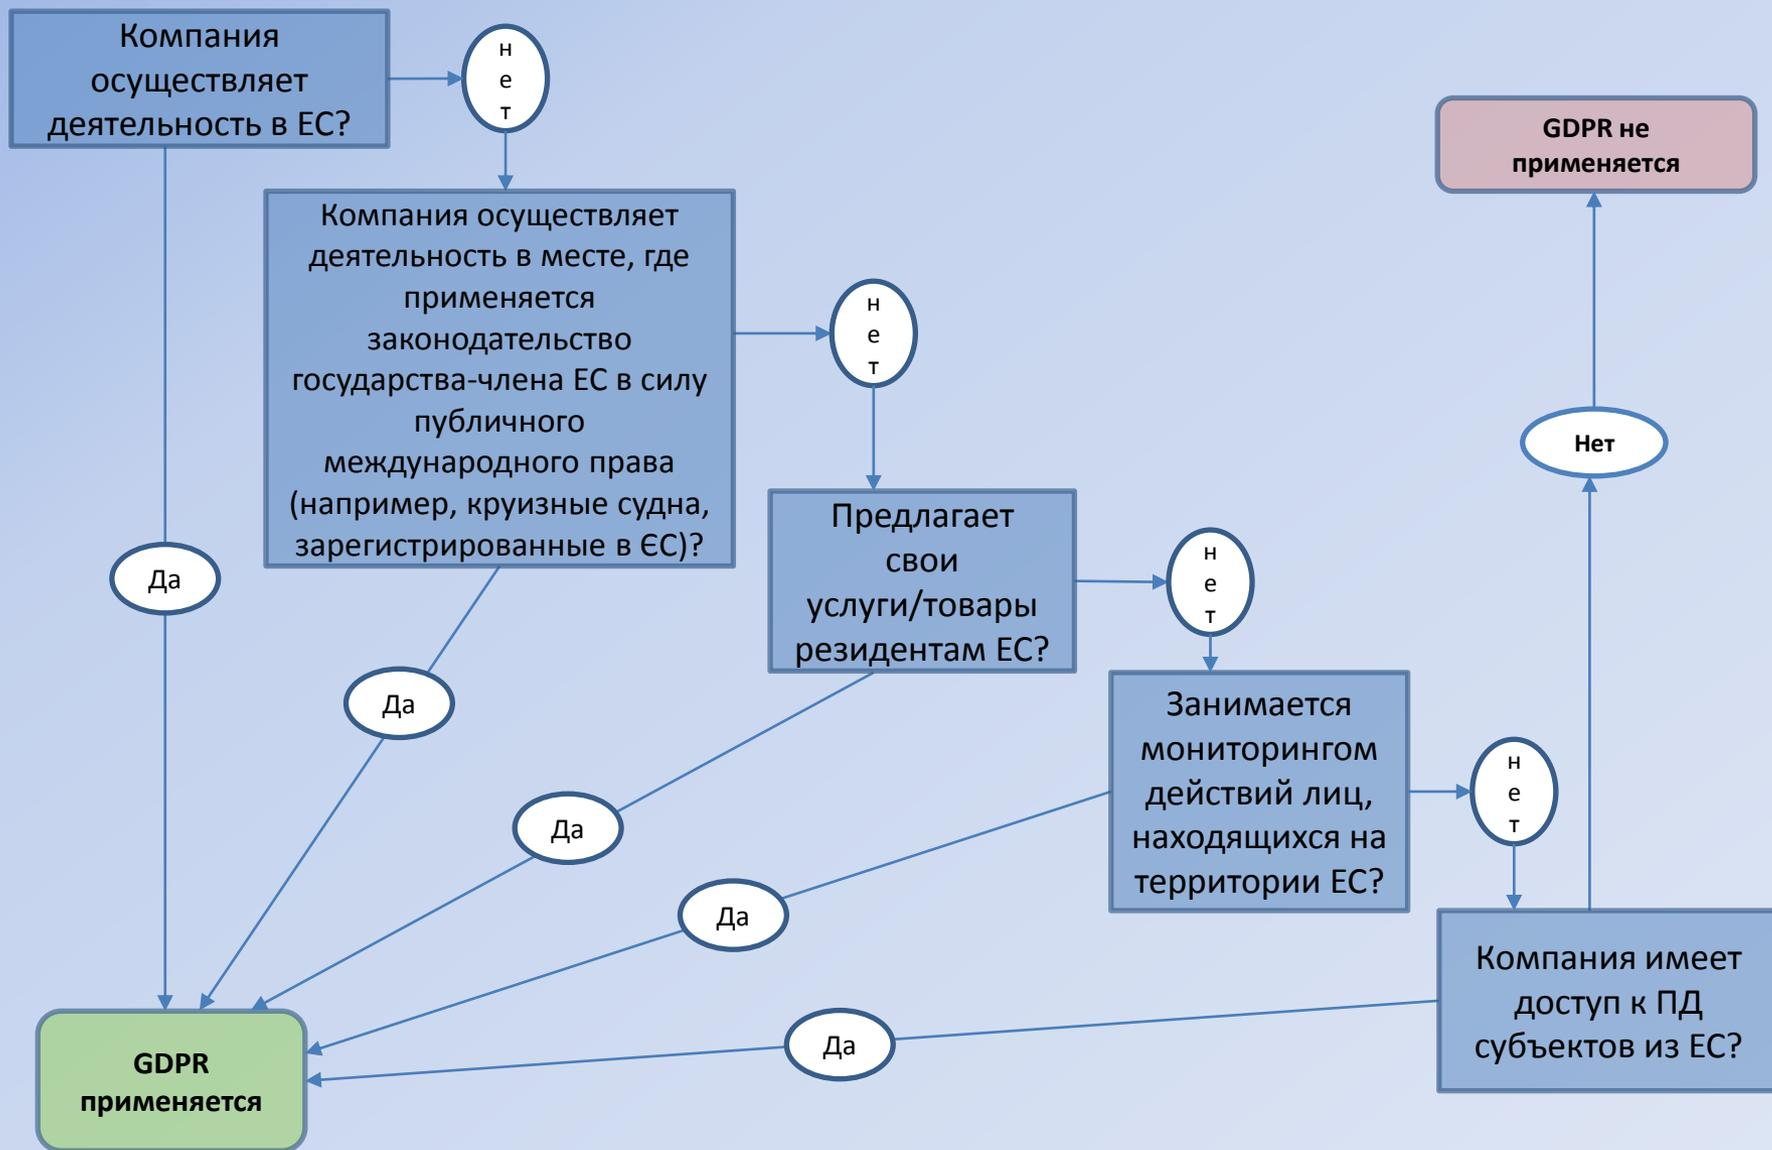 Компания
осуществляет
деятельность в ЕС?
н
е
т
GDPR не
применяется
Компания осуществляет
деятельность в месте, где
применяется
законодательство
государства-члена ЕС в силу
публичного
международного права
(например, круизные судна,
зарегистрированные в ЄС)?
н
е
т
Нет
Предлагает
свои
услуги/товары
резидентам ЕС?
н
е
т
Да
Да
Занимается
мониторингом
действий лиц,
находящихся на
территории ЕС?
н
е
т
Да
Да
Компания имеет
доступ к ПД
субъектов из ЕС?
Да
GDPR
применяется